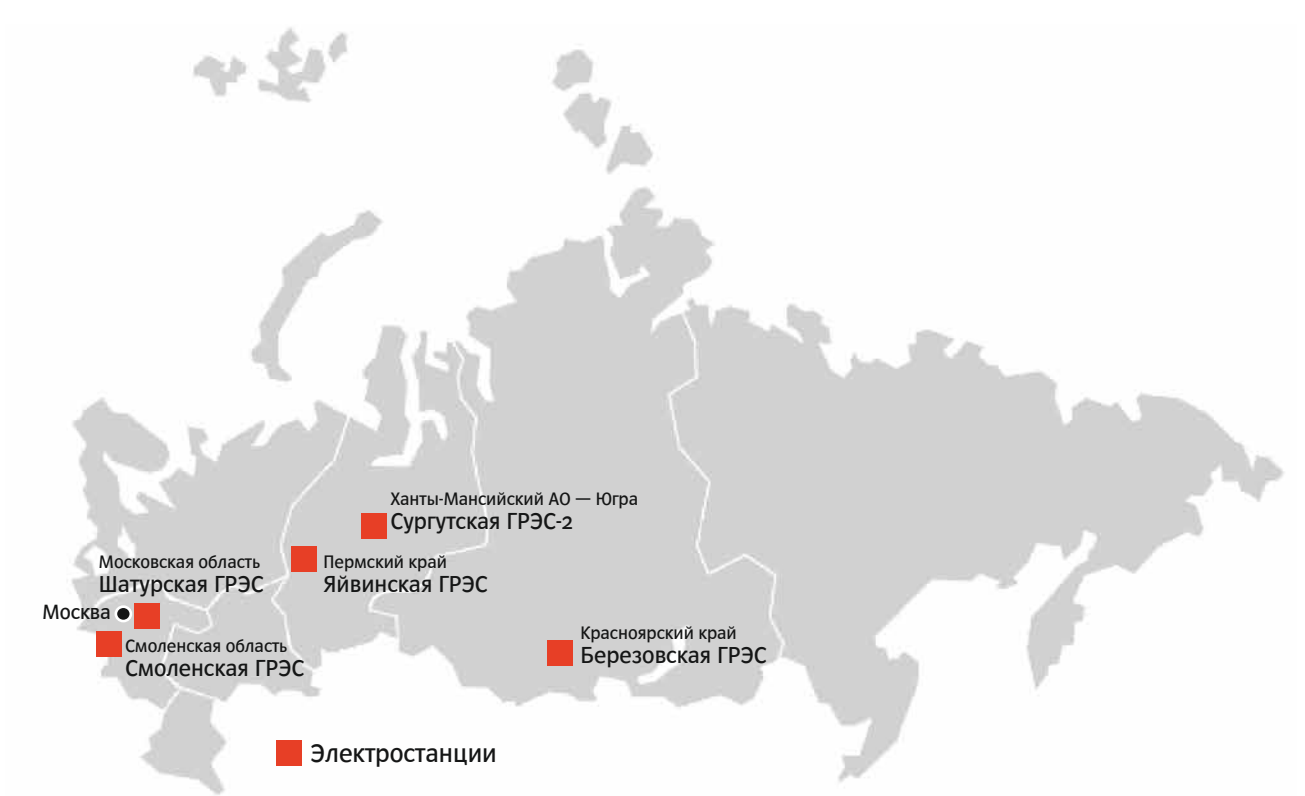 Ханты-Мансийский АО — Югра
Сургутская ГРЭС-2
Московская область
Шатурская ГРЭС
Пермский край
Яйвинская ГРЭС
Москва
Смоленская область
Смоленская ГРЭС
Красноярский край
Березовская ГРЭС
Электростанции